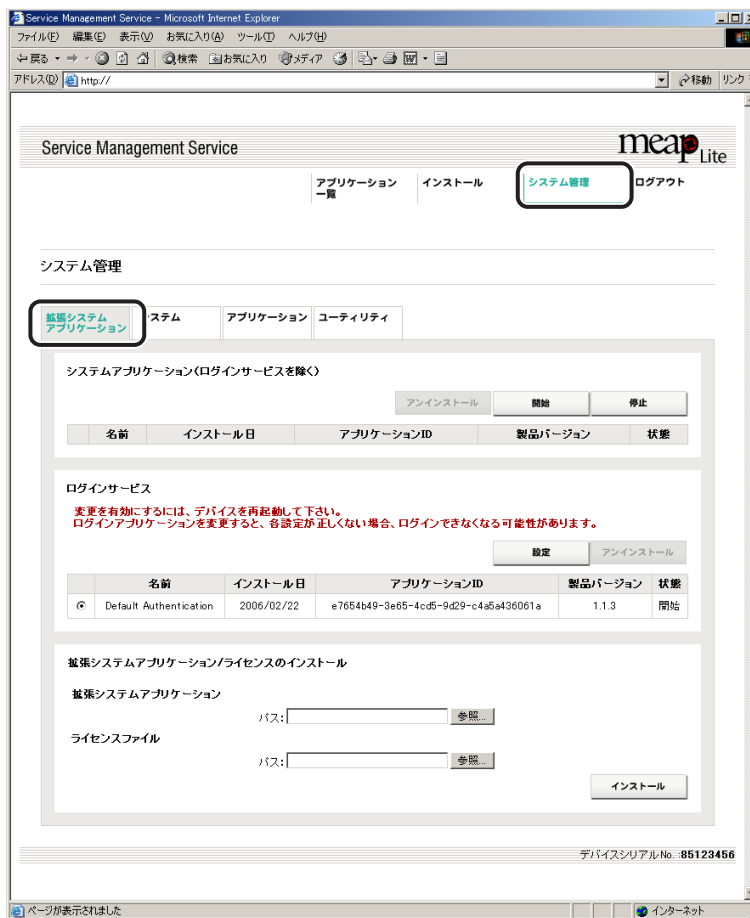 Service Management Service - Microsoft Internet Explorer
ファイル(F) 編集(E) 表示(V) お気に入り(A) ツール(T) ヘルプ(H)
戻る 検索 お気に入り メディア
アドレス(D) http:// 移動 リンク
Service Management Service
meap Lite
アプリケーション
一覧
インストール
システム管理
ログアウト
システム管理
拡張システム
アプリケーション
ステム
アプリケーション
ユーティリティ
システムアプリケーション(ログインサービスを除く)
アンインストール 開始 停止
名前 インストール日 アプリケーションID 製品バージョン 状態
ログインサービス
変更を有効にするには、デバイスを再起動して下さい。
ログインアプリケーションを変更すると、各設定が正しくない場合、ログインできなくなる可能性があります。
設定 アンインストール
名前 インストール日 アプリケーションID 製品バージョン 状態
Default Authentication 2006/02/22 e7654b49-3e65-4cd5-9d29-c4a5a436061a 1.1.3 開始
拡張システムアプリケーション/ライセンスのインストール
拡張システムアプリケーション
パス: 参照...
ライセンスファイル
パス: 参照...
インストール
デバイスシリアルNo. :85123456
ページが表示されました インターネット